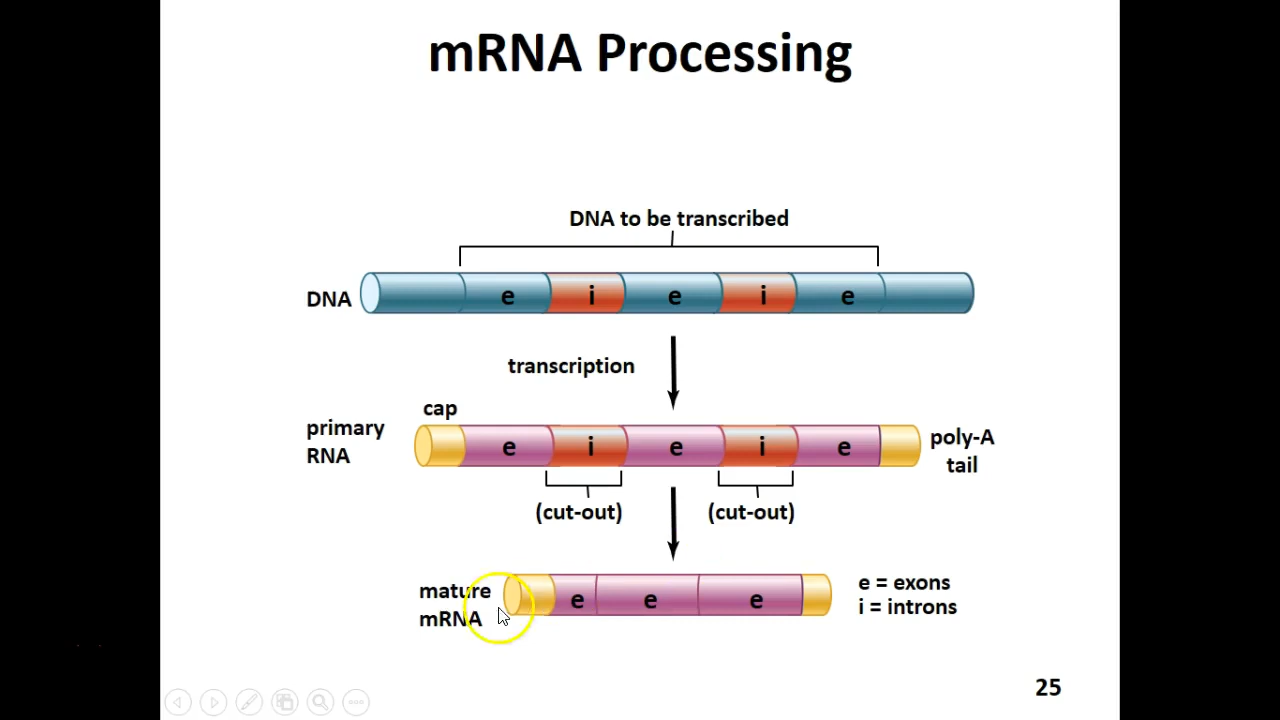 mRNA Processing
DNA to be transcribed
DNA
e i e i e
transcription
cap
primary
RNA
e i e i e
poly-A
tail
(cut-out) (cut-out)
mature
mRNA
e e e
e = exons
i = introns
25